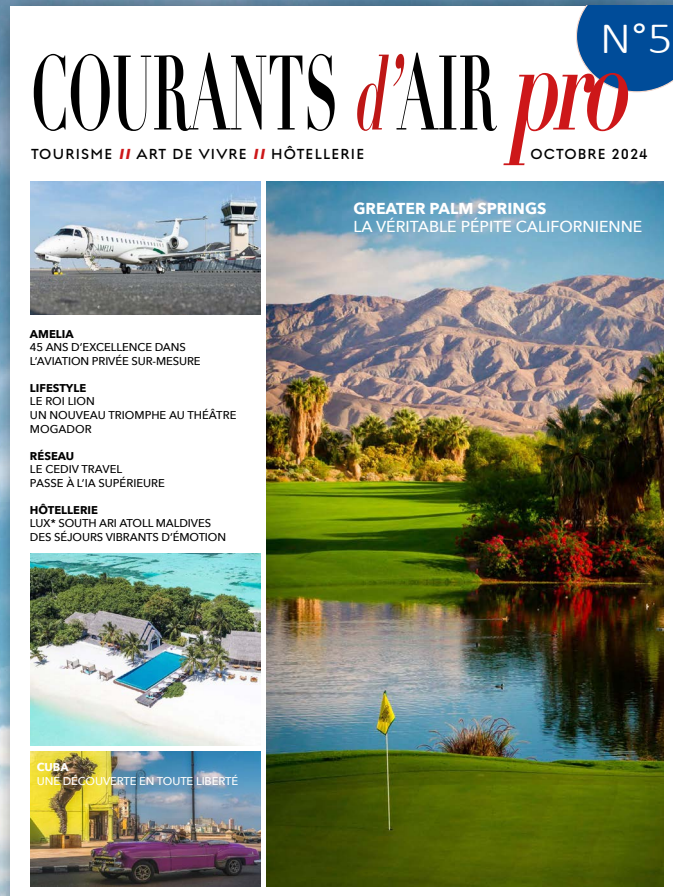 N°5
COURANTS d'AIR pro
TOURISME // ART DE VIVRE // HÔTELLERIE
OCTOBRE 2024
GREATER PALM SPRINGS
LA VÉRITABLE PÉPITE CALIFORNIENNE
AMELIA
AMELIA
45 ANS D'EXCELLENCE DANS
L'AVIATION PRIVÉE SUR-MESURE
LIFESTYLE
LE ROI LION
UN NOUVEAU TRIOMPHE AU THÉÂTRE
MOGADOR
RÉSEAU
LE CEDIV TRAVEL
PASSE À L'IA SUPÉRIEURE
HÔTELLERIE
LUX* SOUTH ARI ATOLL MALDIVES
DES SÉJOURS VIBRANTS D'ÉMOTION
CUBA
UNE DÉCOUVERTE EN TOUTE LIBERTÉ